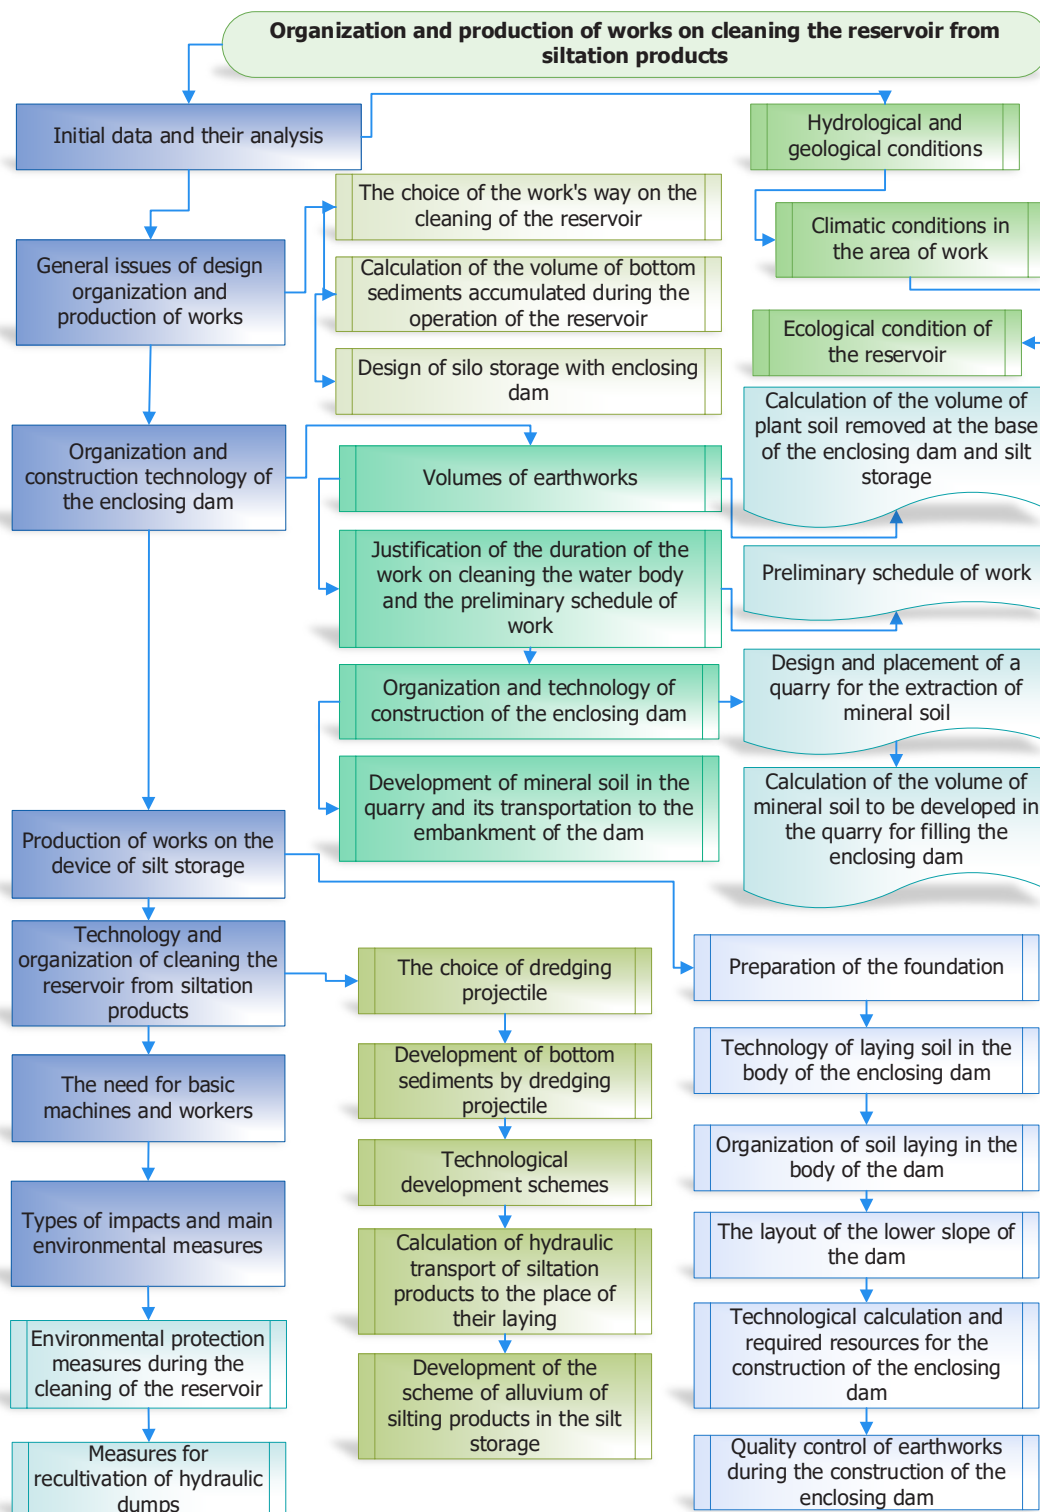 Organization and production of works on cleaning the reservoir from
siltation products
Initial data and their analysis
Hydrological and
geological conditions
The choice of the work's way on the
cleaning of the reservoir
Climatic conditions in
the area of work
General issues of design
organization and
production of works
Calculation of the volume of bottom
sediments accumulated during the
operation of the reservoir
Ecological condition of
the reservoir
Design of silo storage with enclosing
dam
Calculation of the volume of
plant soil removed at the base
of the enclosing dam and silt
storage
Organization and
construction technology of
the enclosing dam
Volumes of earthworks
Justification of the duration of the
work on cleaning the water body
and the preliminary schedule of
work
Preliminary schedule of work
Organization and technology of
construction of the enclosing dam
Design and placement of a
quarry for the extraction of
mineral soil
Development of mineral soil in the
quarry and its transportation to the
embankment of the dam
Calculation of the volume of
mineral soil to be developed in
the quarry for filling the
enclosing dam
Production of works on the
device of silt storage
Technology and
organization of cleaning the
reservoir from siltation
products
The choice of dredging
projectile
Preparation of the foundation
The need for basic
machines and workers
Development of bottom
sediments by dredging
projectile
Technology of laying soil in the
body of the enclosing dam
Technological
development schemes
Organization of soil laying in the
body of the dam
Types of impacts and main
environmental measures
Calculation of hydraulic
transport of siltation
products to the place of
their laying
The layout of the lower slope of
the dam
Environmental protection
measures during the
cleaning of the reservoir
Development of the
scheme of alluvium of
silting products in the silt
storage
Technological calculation and
required resources for the
construction of the enclosing
dam
Measures for
recultivation of hydraulic
dumps
Quality control of earthworks
during the construction of the
enclosing dam